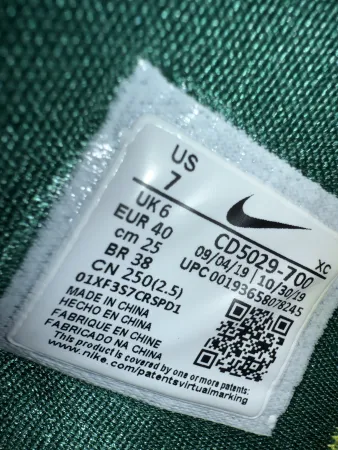 US
7
UK 6
EUR 40
cm 25
BR 38
CN 250(2.5)
01XF3S7CRSPD1
CD5029-700 XC
09/04/19 | 10/30/19
UPC 00193658078245
MADE IN CHINA
HECHO EN CHINA
FABRIQUE EN CHINE
FABRICADO NA CHINA
This product is covered by one or more patents:
www.nike.com/patentsvirtualmarking